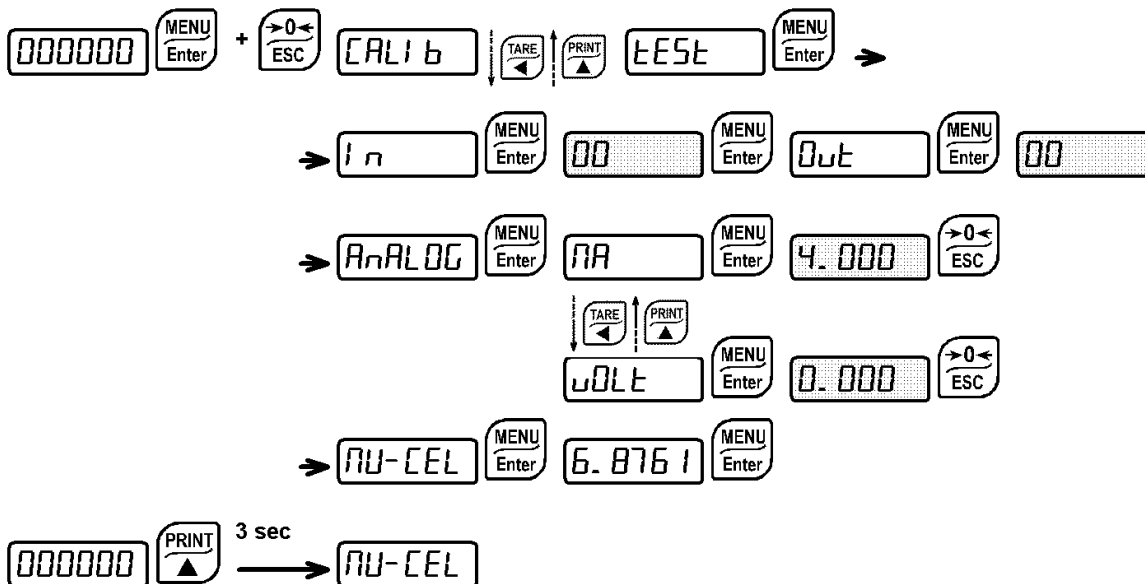 000000 MENU Enter + →0← ESC CALIb TARE PRINT tESt MENU Enter
In MENU Enter 00 MENU Enter Out MENU Enter 00
AnALOG MENU Enter MA MENU Enter 4.000 →0← ESC
TARE PRINT
vOLt MENU Enter 0.000 →0← ESC
MU-CEL MENU Enter 6.8761 MENU Enter
000000 PRINT 3 sec MU-CEL